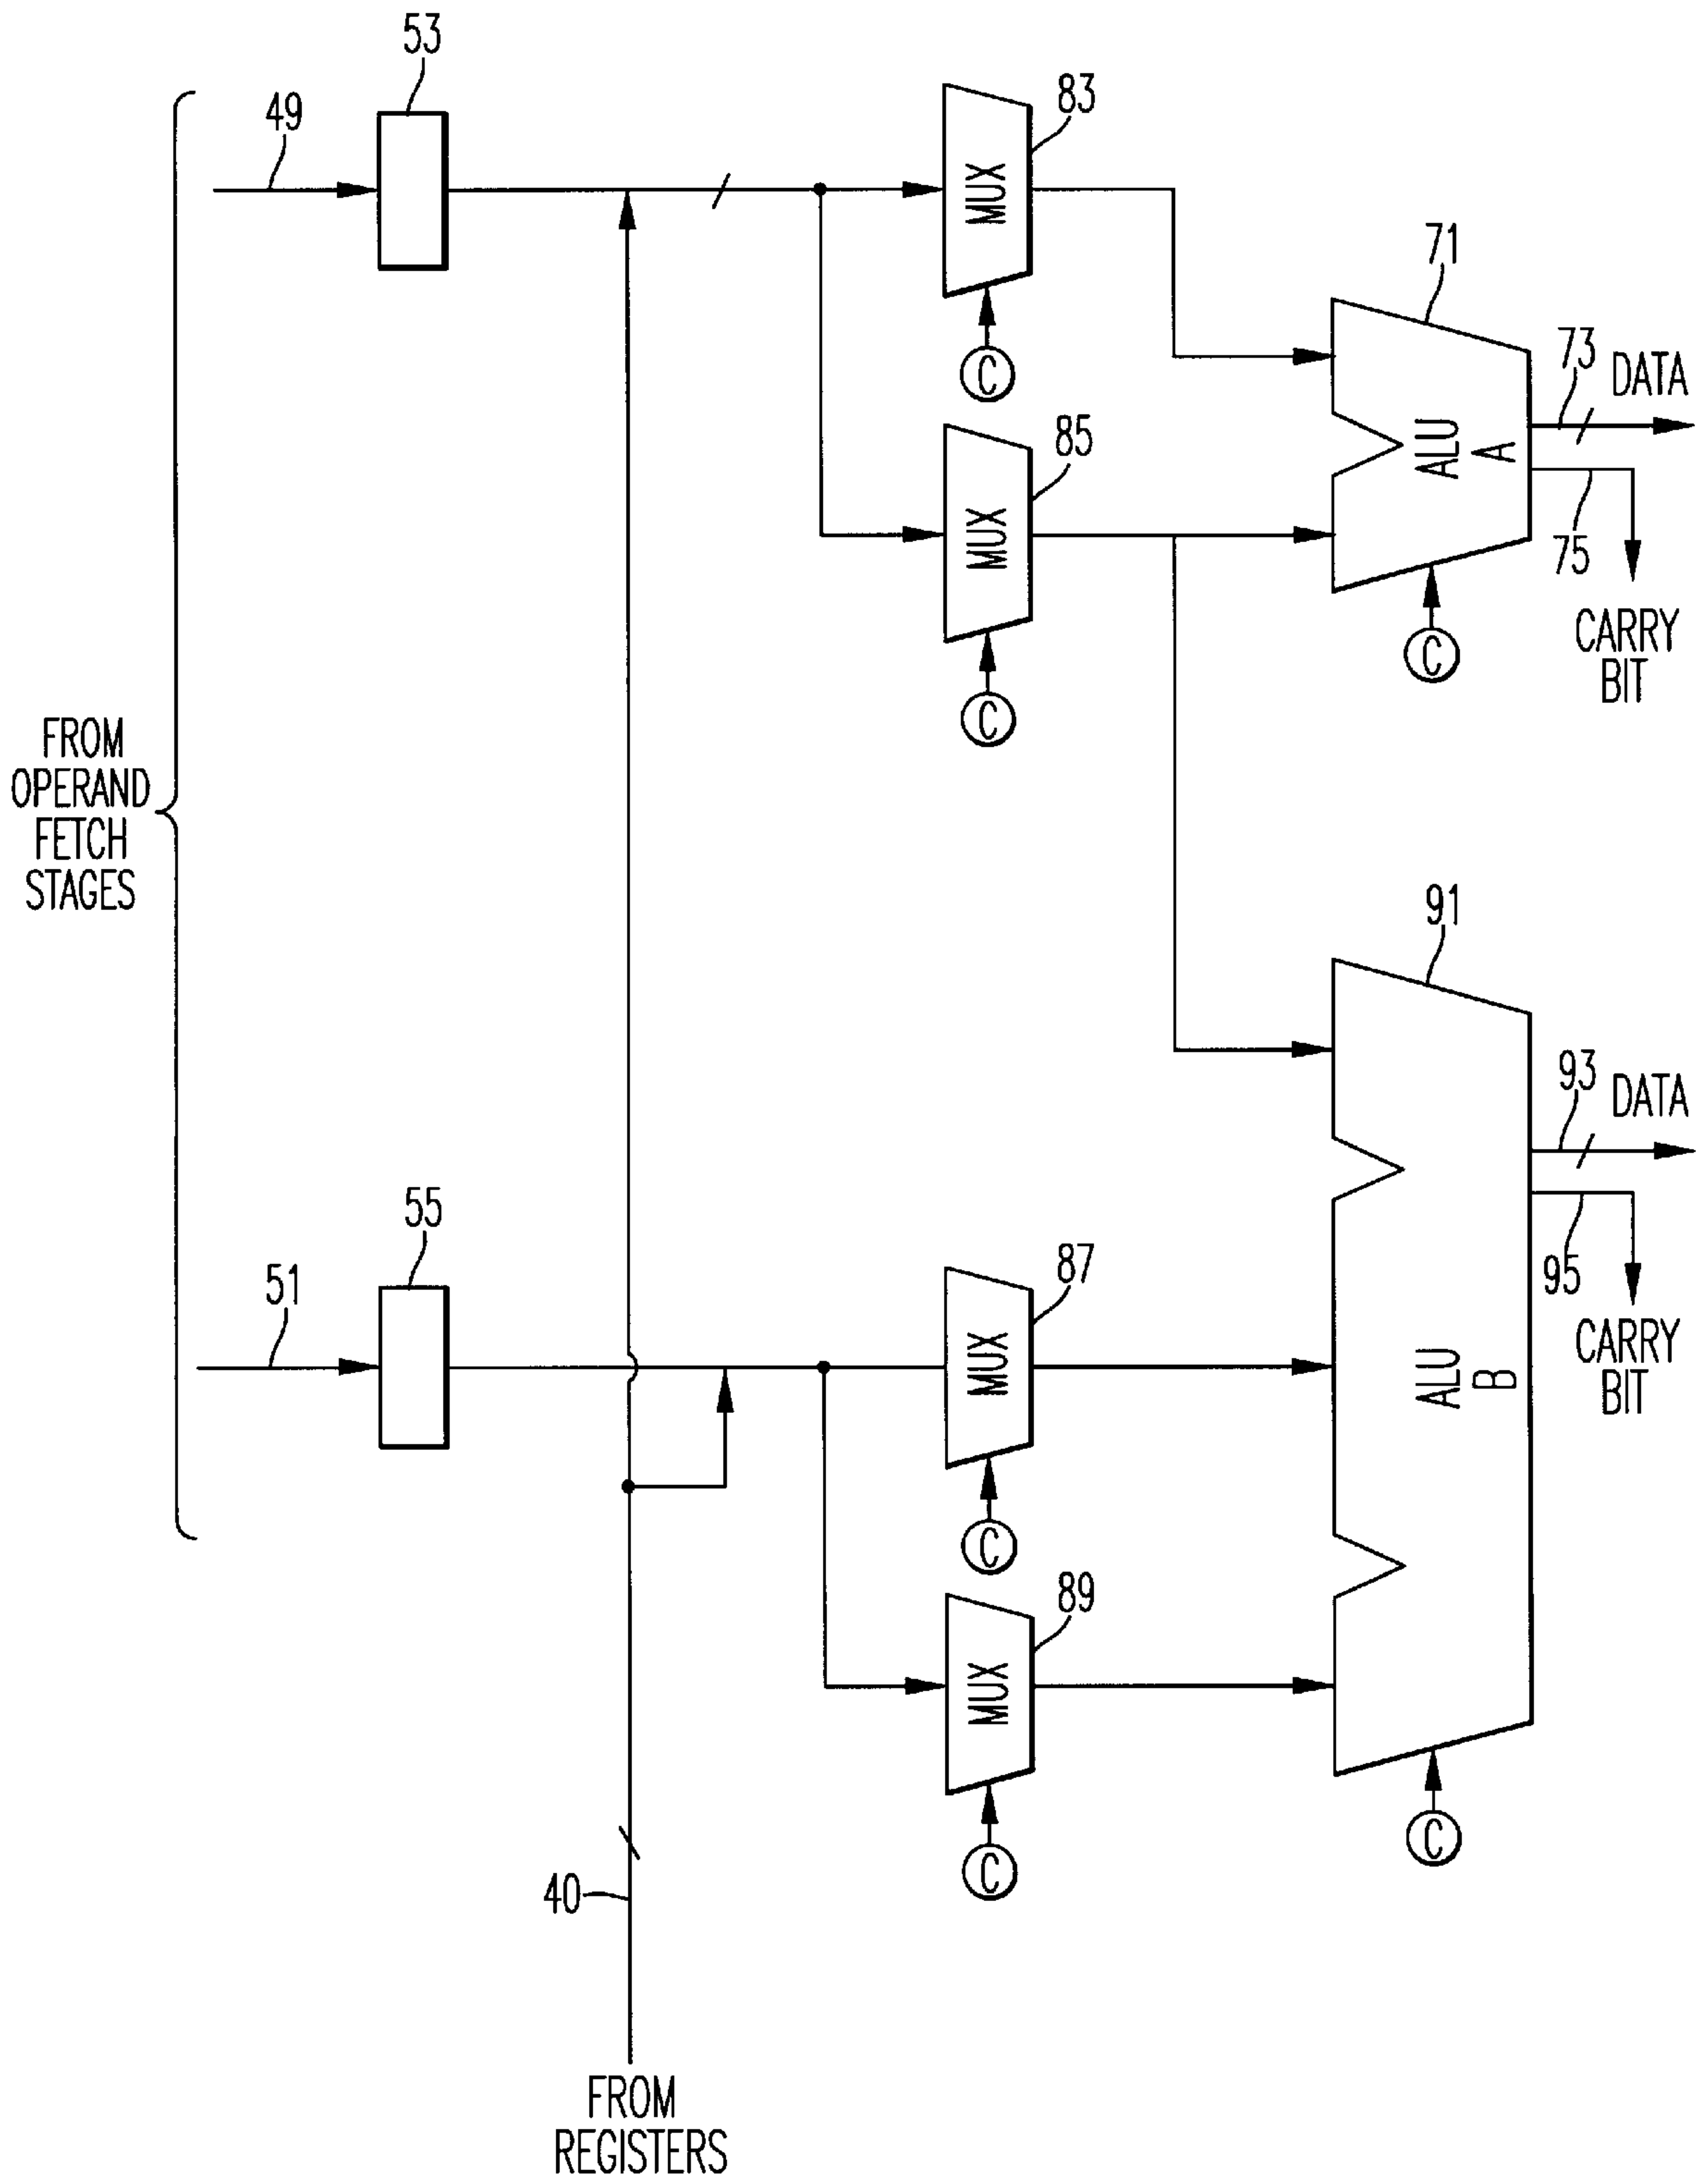 53
49
83
MUX
C
71
73
DATA
ALU
A
75
CARRY
BIT
C
85
MUX
C
FROM
OPERAND
FETCH
STAGES
91
93
DATA
95
CARRY
BIT
ALU
B
55
51
87
MUX
C
89
MUX
C
C
40
FROM
REGISTERS